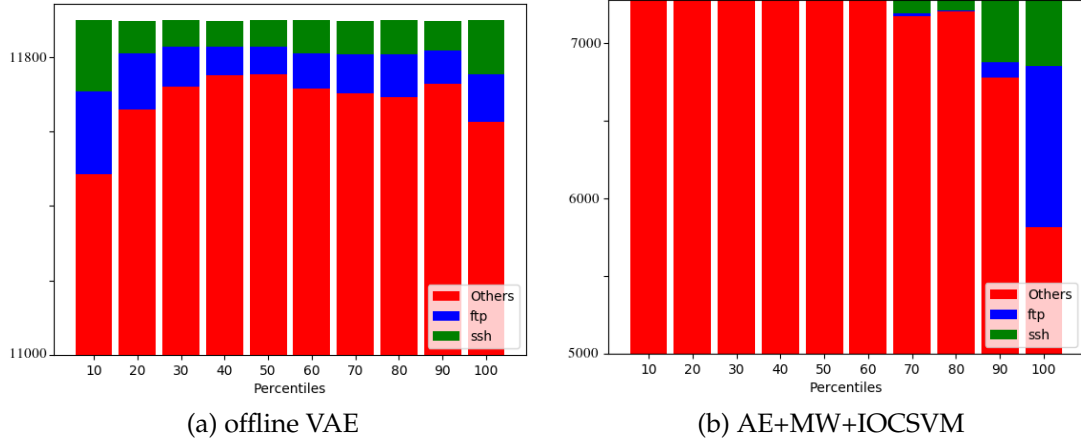 11800
11000
Others
ftp
ssh
10 20 30 40 50 60 70 80 90 100
Percentiles
(a) offline VAE
7000
6000
5000
Others
ftp
ssh
10 20 30 40 50 60 70 80 90 100
Percentiles
(b) AE+MW+IOCSVM